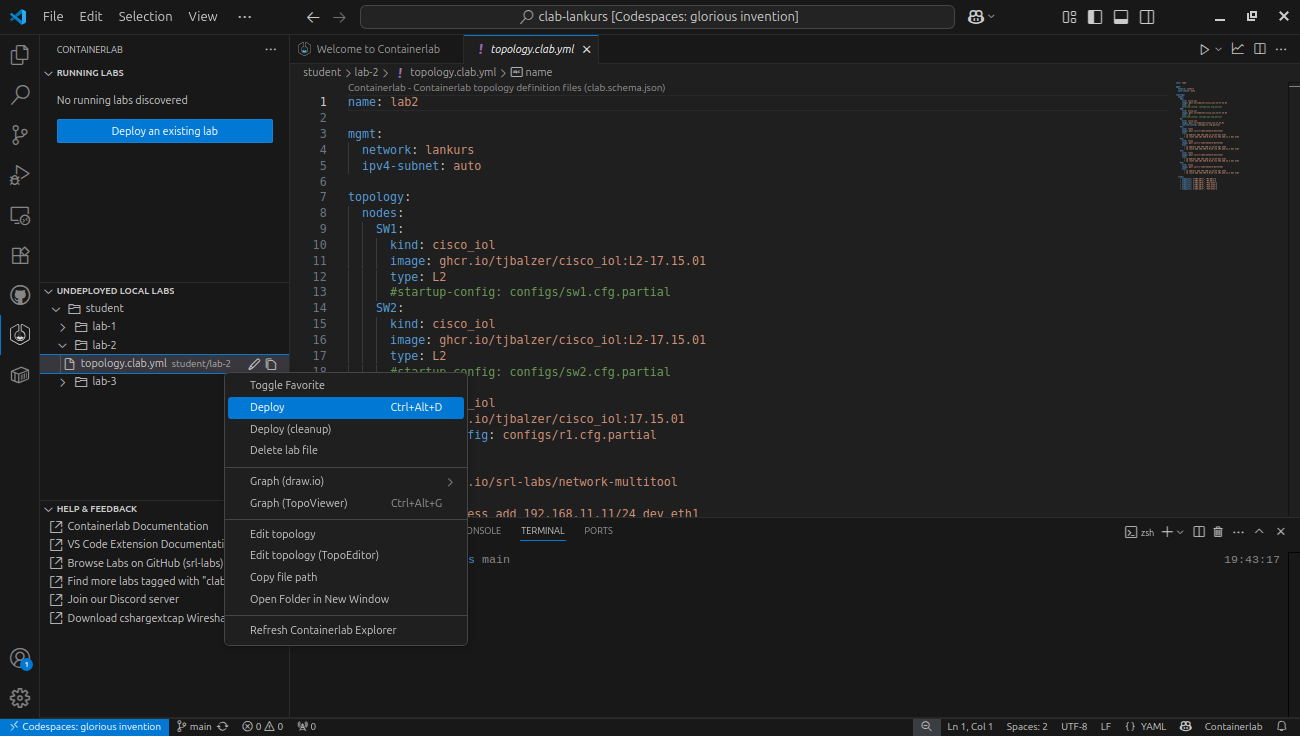 File Edit Selection View ··· clab-lankurs [Codespaces: glorious invention]
CONTAINERLAB ···
RUNNING LABS
No running labs discovered
Deploy an existing lab
UNDEPLOYED LOCAL LABS
student
lab-1
lab-2
topology.clab.yml student/lab-2
lab-3
HELP & FEEDBACK
Containerlab Documentation
VS Code Extension Documentati
Browse Labs on GitHub (srl-labs)
Find more labs tagged with "clab
Join our Discord server
Download cshargextcap Wiresha
1
Welcome to Containerlab ! topology.clab.yml
student > lab-2 > ! topology.clab.yml > name
Containerlab - Containerlab topology definition files (clab.schema.json)
1 name: lab2
2
3 mgmt:
4 network: lankurs
5 ipv4-subnet: auto
6
7 topology:
8 nodes:
9 SW1:
10 kind: cisco_iol
11 image: ghcr.io/tjbalzer/cisco_iol:L2-17.15.01
12 type: L2
13 #startup-config: configs/sw1.cfg.partial
14 SW2:
15 kind: cisco_iol
16 image: ghcr.io/tjbalzer/cisco_iol:L2-17.15.01
17 type: L2
18 #startup-config: configs/sw2.cfg.partial
_iol
.io/tjbalzer/cisco_iol:17.15.01
fig: configs/r1.cfg.partial
.io/srl-labs/network-multitool
ess add 192.168.11.11/24 dev eth1
Toggle Favorite
Deploy Ctrl+Alt+D
Deploy (cleanup)
Delete lab file
Graph (draw.io)
Graph (TopoViewer) Ctrl+Alt+G
Edit topology
Edit topology (TopoEditor)
Copy file path
Open Folder in New Window
Refresh Containerlab Explorer
ONSOLE TERMINAL PORTS zsh
s main 19:43:17
Codespaces: glorious invention main 0 0 0 Ln 1, Col 1 Spaces: 2 UTF-8 LF {} YAML Containerlab